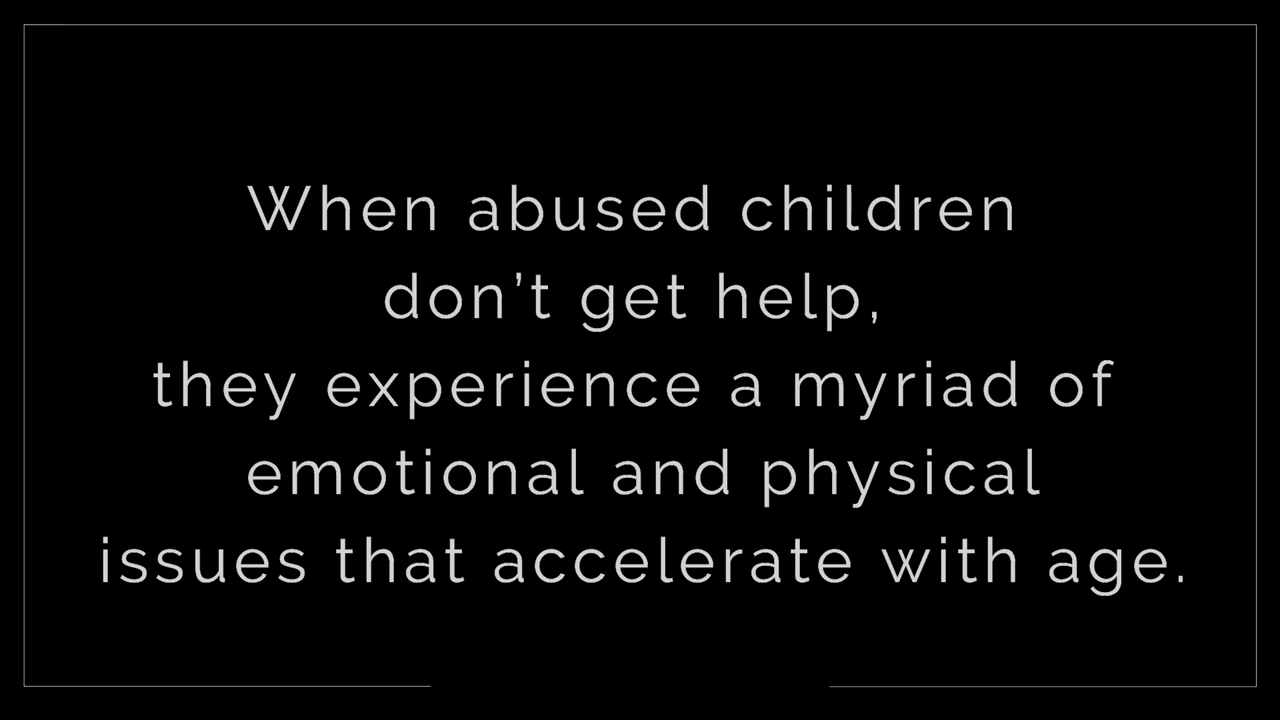 When abused children
don’t get help,
they experience a myriad of
emotional and physical
issues that accelerate with age.